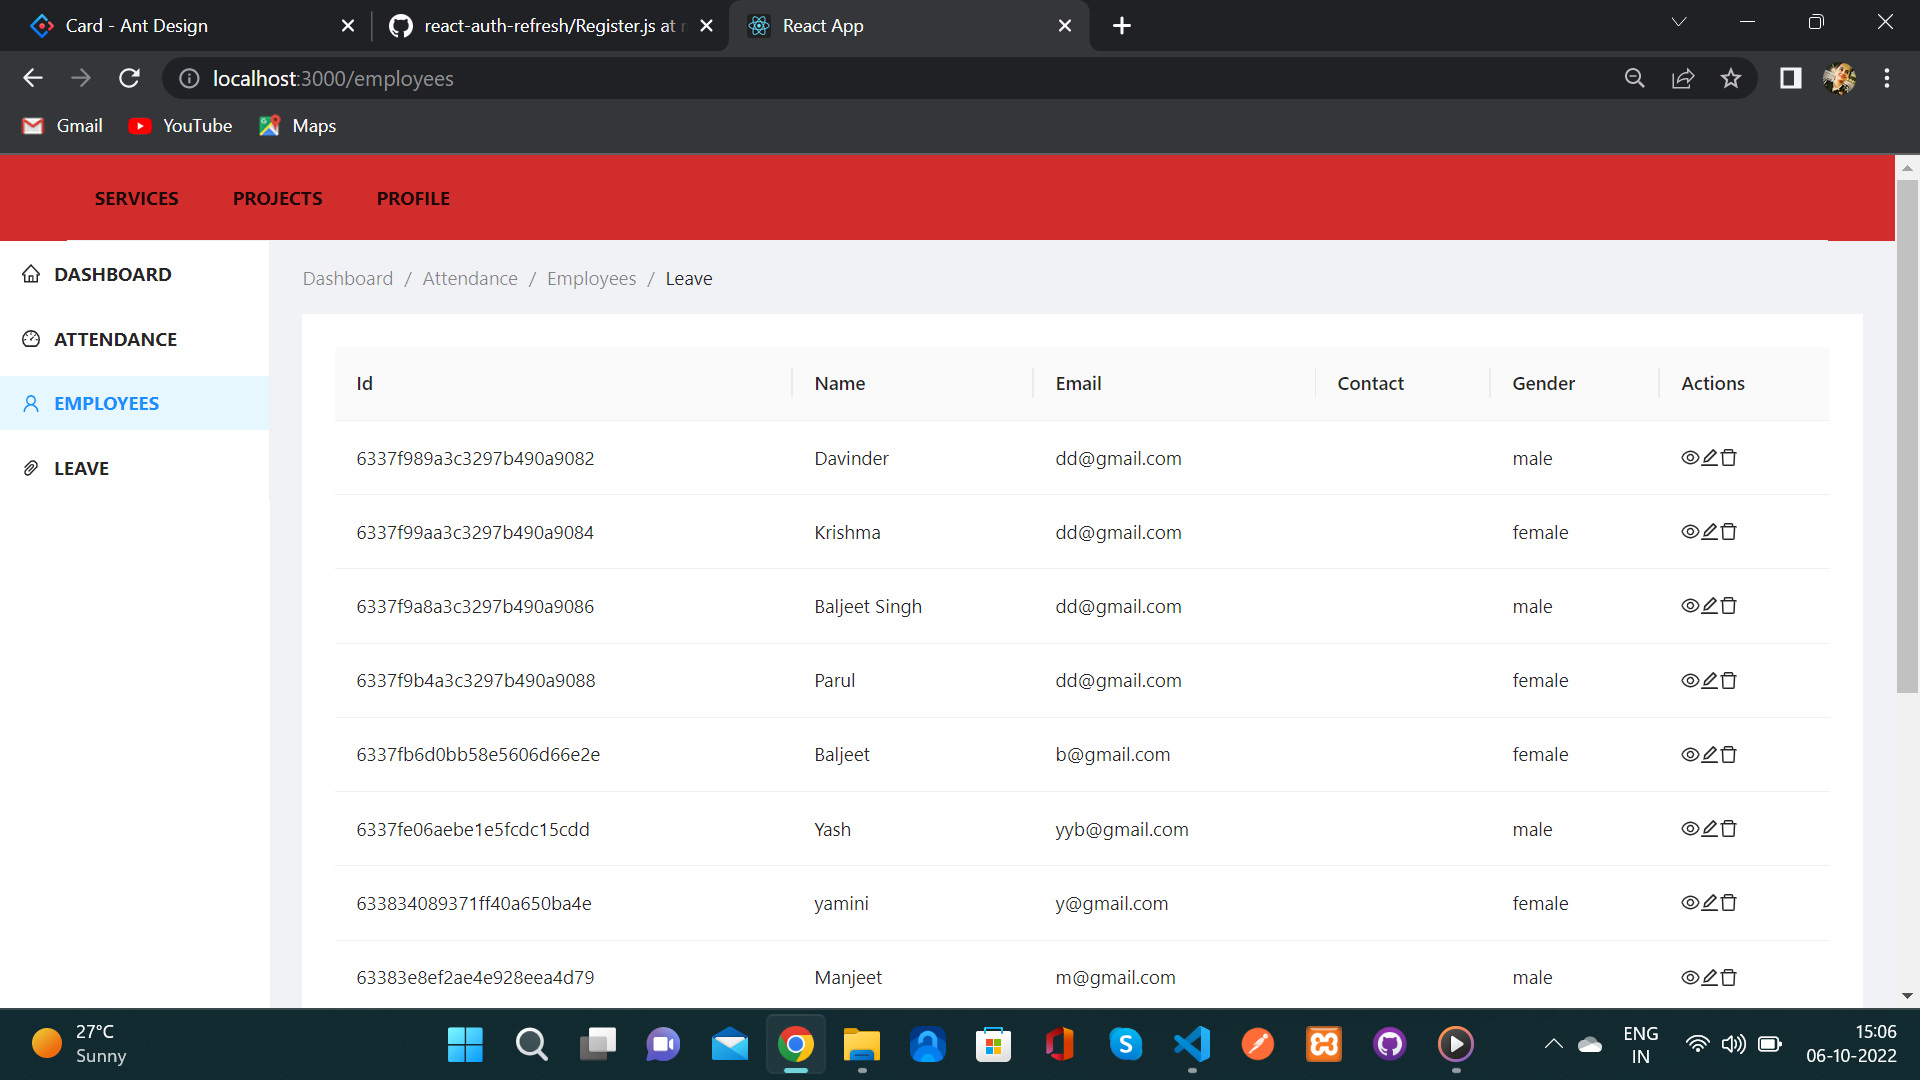 Card - Ant Design
react-auth-refresh/Register.js at
React App
localhost:3000/employees
Gmail
YouTube
Maps
SERVICES PROJECTS PROFILE
DASHBOARD
ATTENDANCE
EMPLOYEES
LEAVE
Dashboard / Attendance / Employees / Leave
Id Name Email Contact Gender Actions
6337f989a3c3297b490a9082 Davinder dd@gmail.com male
6337f99aa3c3297b490a9084 Krishma dd@gmail.com female
6337f9a8a3c3297b490a9086 Baljeet Singh dd@gmail.com male
6337f9b4a3c3297b490a9088 Parul dd@gmail.com female
6337fb6d0bb58e5606d66e2e Baljeet b@gmail.com female
6337fe06aebe1e5fcdc15cdd Yash yyb@gmail.com male
633834089371ff40a650ba4e yamini y@gmail.com female
63383e8ef2ae4e928eea4d79 Manjeet m@gmail.com male
27°C
Sunny
ENG
IN
15:06
06-10-2022